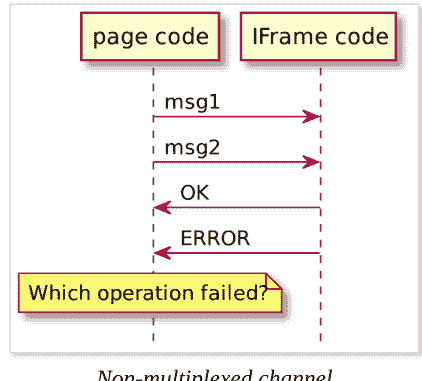 page code IFrame code
msg1
msg2
OK
ERROR
Which operation failed?
Non-multiplexed channel